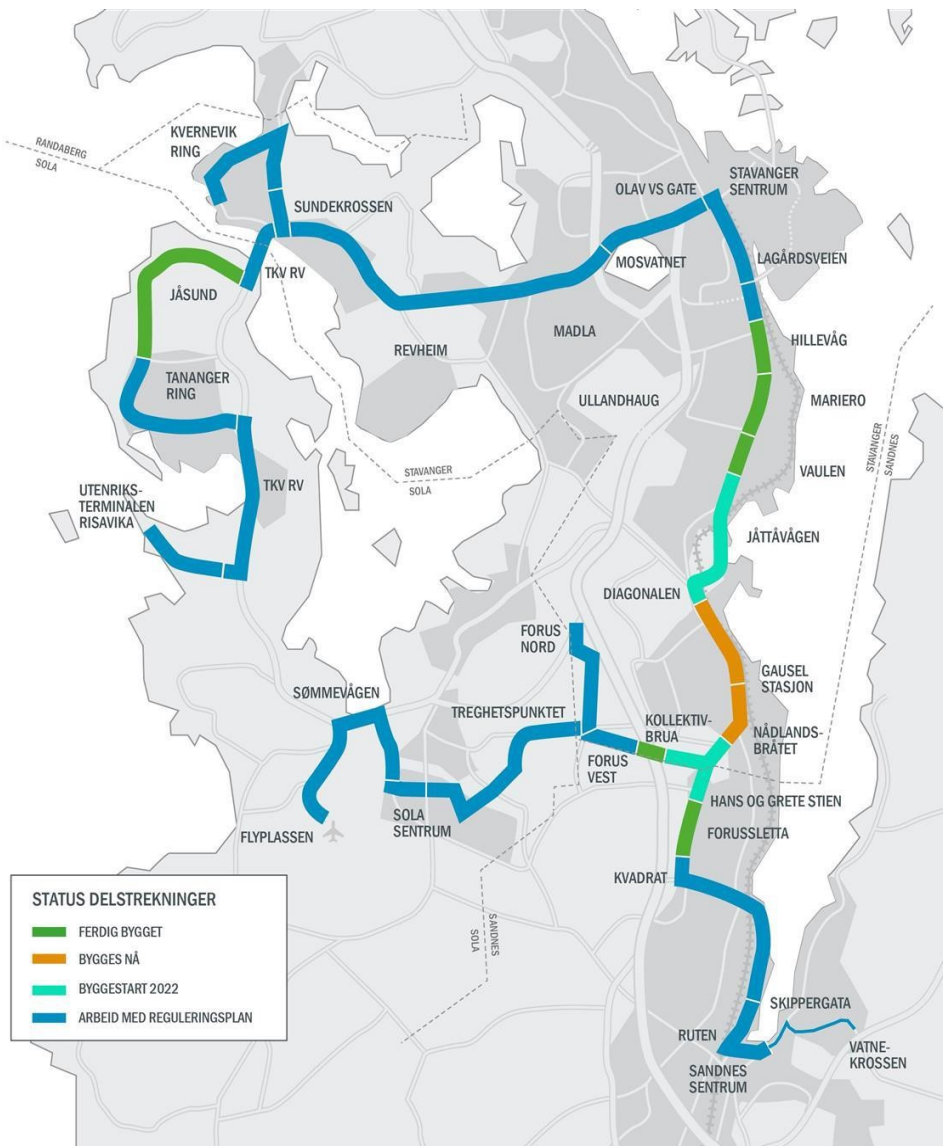 KVERNEVIK
RING
RANDABERG
SOLA
OLAV VS GATE
STAVANGER
SENTRUM
SUNDEKROSSEN
TKV RV
MOSVATNET
LAGÅRDSVEIEN
JÅSUND
HILLEVÅG
MADLA
REVHEIM
TANANGER
RING
ULLANDHAUG
MARIERO
STAVANGER
SANDNES
STAVANGER
SOLA
VAULEN
TKV RV
UTENRIKS-
TERMINALEN
RISAVIKA
JÅTTÅVÅGEN
DIAGONALEN
FORUS
NORD
GAUSEL
STASJON
SØMMEVÅGEN
TREGHETSPUNKTET
KOLLEKTIV-
BRUA
NÅDLANDS-
BRÅTET
FORUS
VEST
HANS OG GRETE STIEN
SOLA
SENTRUM
FLYPLASSEN
FORUSSLETTA
KVADRAT
SANDNES
SOLA
STATUS DELSTREKNINGER
FERDIG BYGGET
BYGGES NÅ
BYGGESTART 2022
ARBEID MED REGULERINGSPLAN
SKIPPERGATA
RUTEN
VATNE-
KROSSEN
SANDNES
SENTRUM